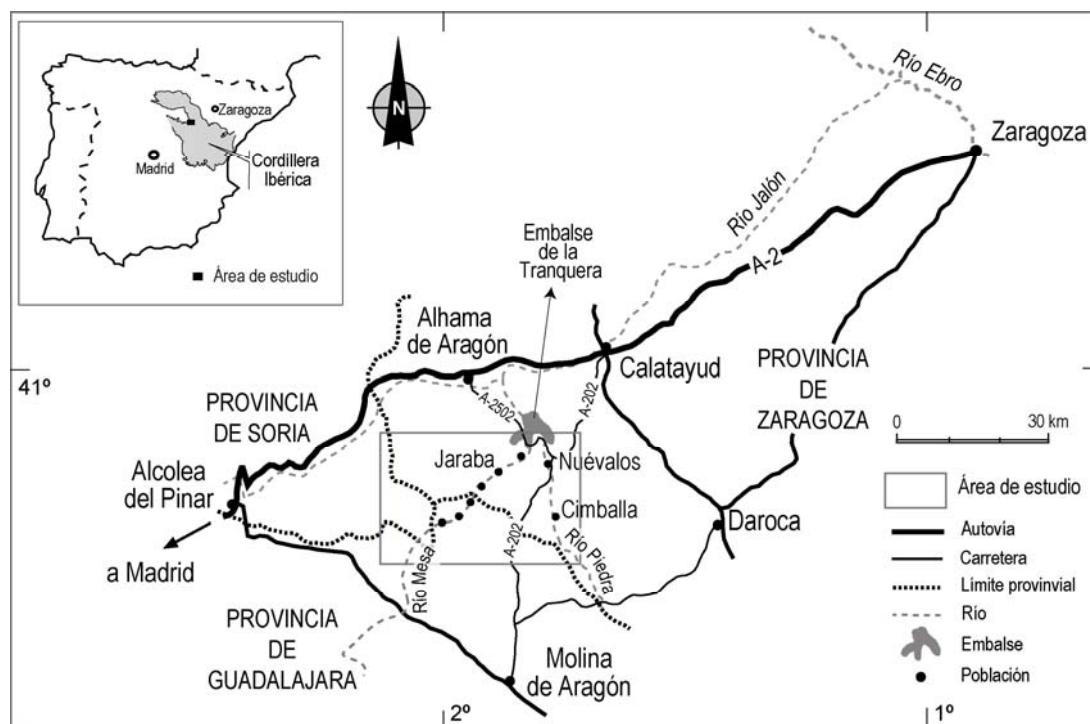 Zaragoza
Madrid
Cordillera
Ibérica
Área de estudio
N
Río Ebro
Zaragoza
Río Jalón
A-2
Embalse
de la
Tranquera
Alhama
de Aragón
41º
Calatayud
PROVINCIA
DE
ZARAGOZA
PROVINCIA
DE SORIA
A-2502
A-202
0
30 km
Jaraba
Nuévalos
Alcolea
del Pinar
Cimballa
Daroca
a Madrid
Río Mesa
A-202
Río Piedra
PROVINCIA
DE
GUADALAJARA
Molina
de Aragón
Área de estudio
Autovía
Carretera
Límite provinvial
Río
Embalse
Población
2º
1º